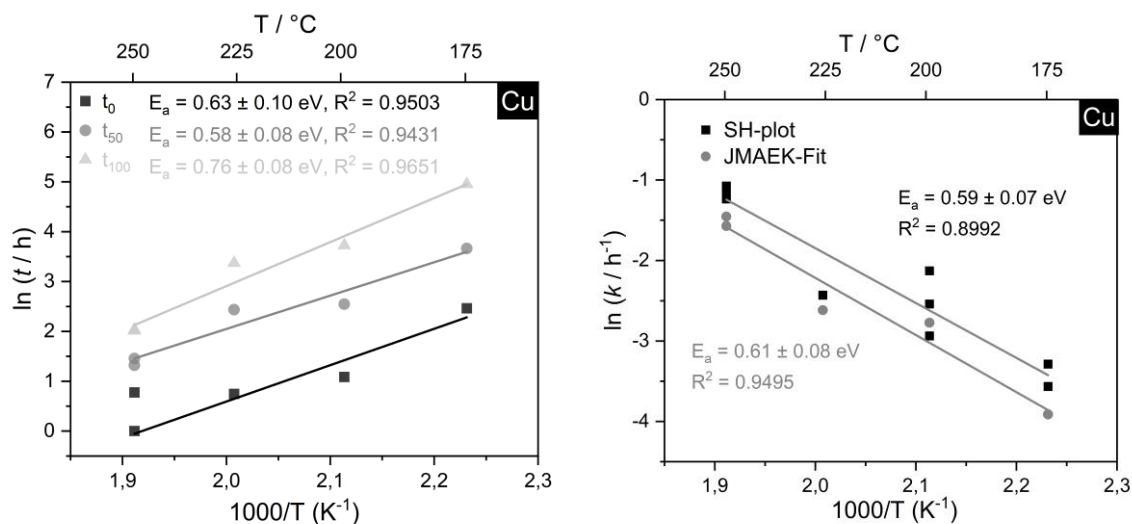 T / °C
250 225 200 175
7
6
5
4
3
2
1
0
ln (t / h)
Cu
t0 Ea = 0.63 ± 0.10 eV, R2 = 0.9503
t50 Ea = 0.58 ± 0.08 eV, R2 = 0.9431
t100 Ea = 0.76 ± 0.08 eV, R2 = 0.9651
1,9 2,0 2,1 2,2 2,3
1000/T (K-1)
T / °C
250 225 200 175
0
-1
-2
-3
-4
ln (k / h-1)
Cu
SH-plot
JMAEK-Fit
Ea = 0.59 ± 0.07 eV
R2 = 0.8992
Ea = 0.61 ± 0.08 eV
R2 = 0.9495
1,9 2,0 2,1 2,2 2,3
1000/T (K-1)